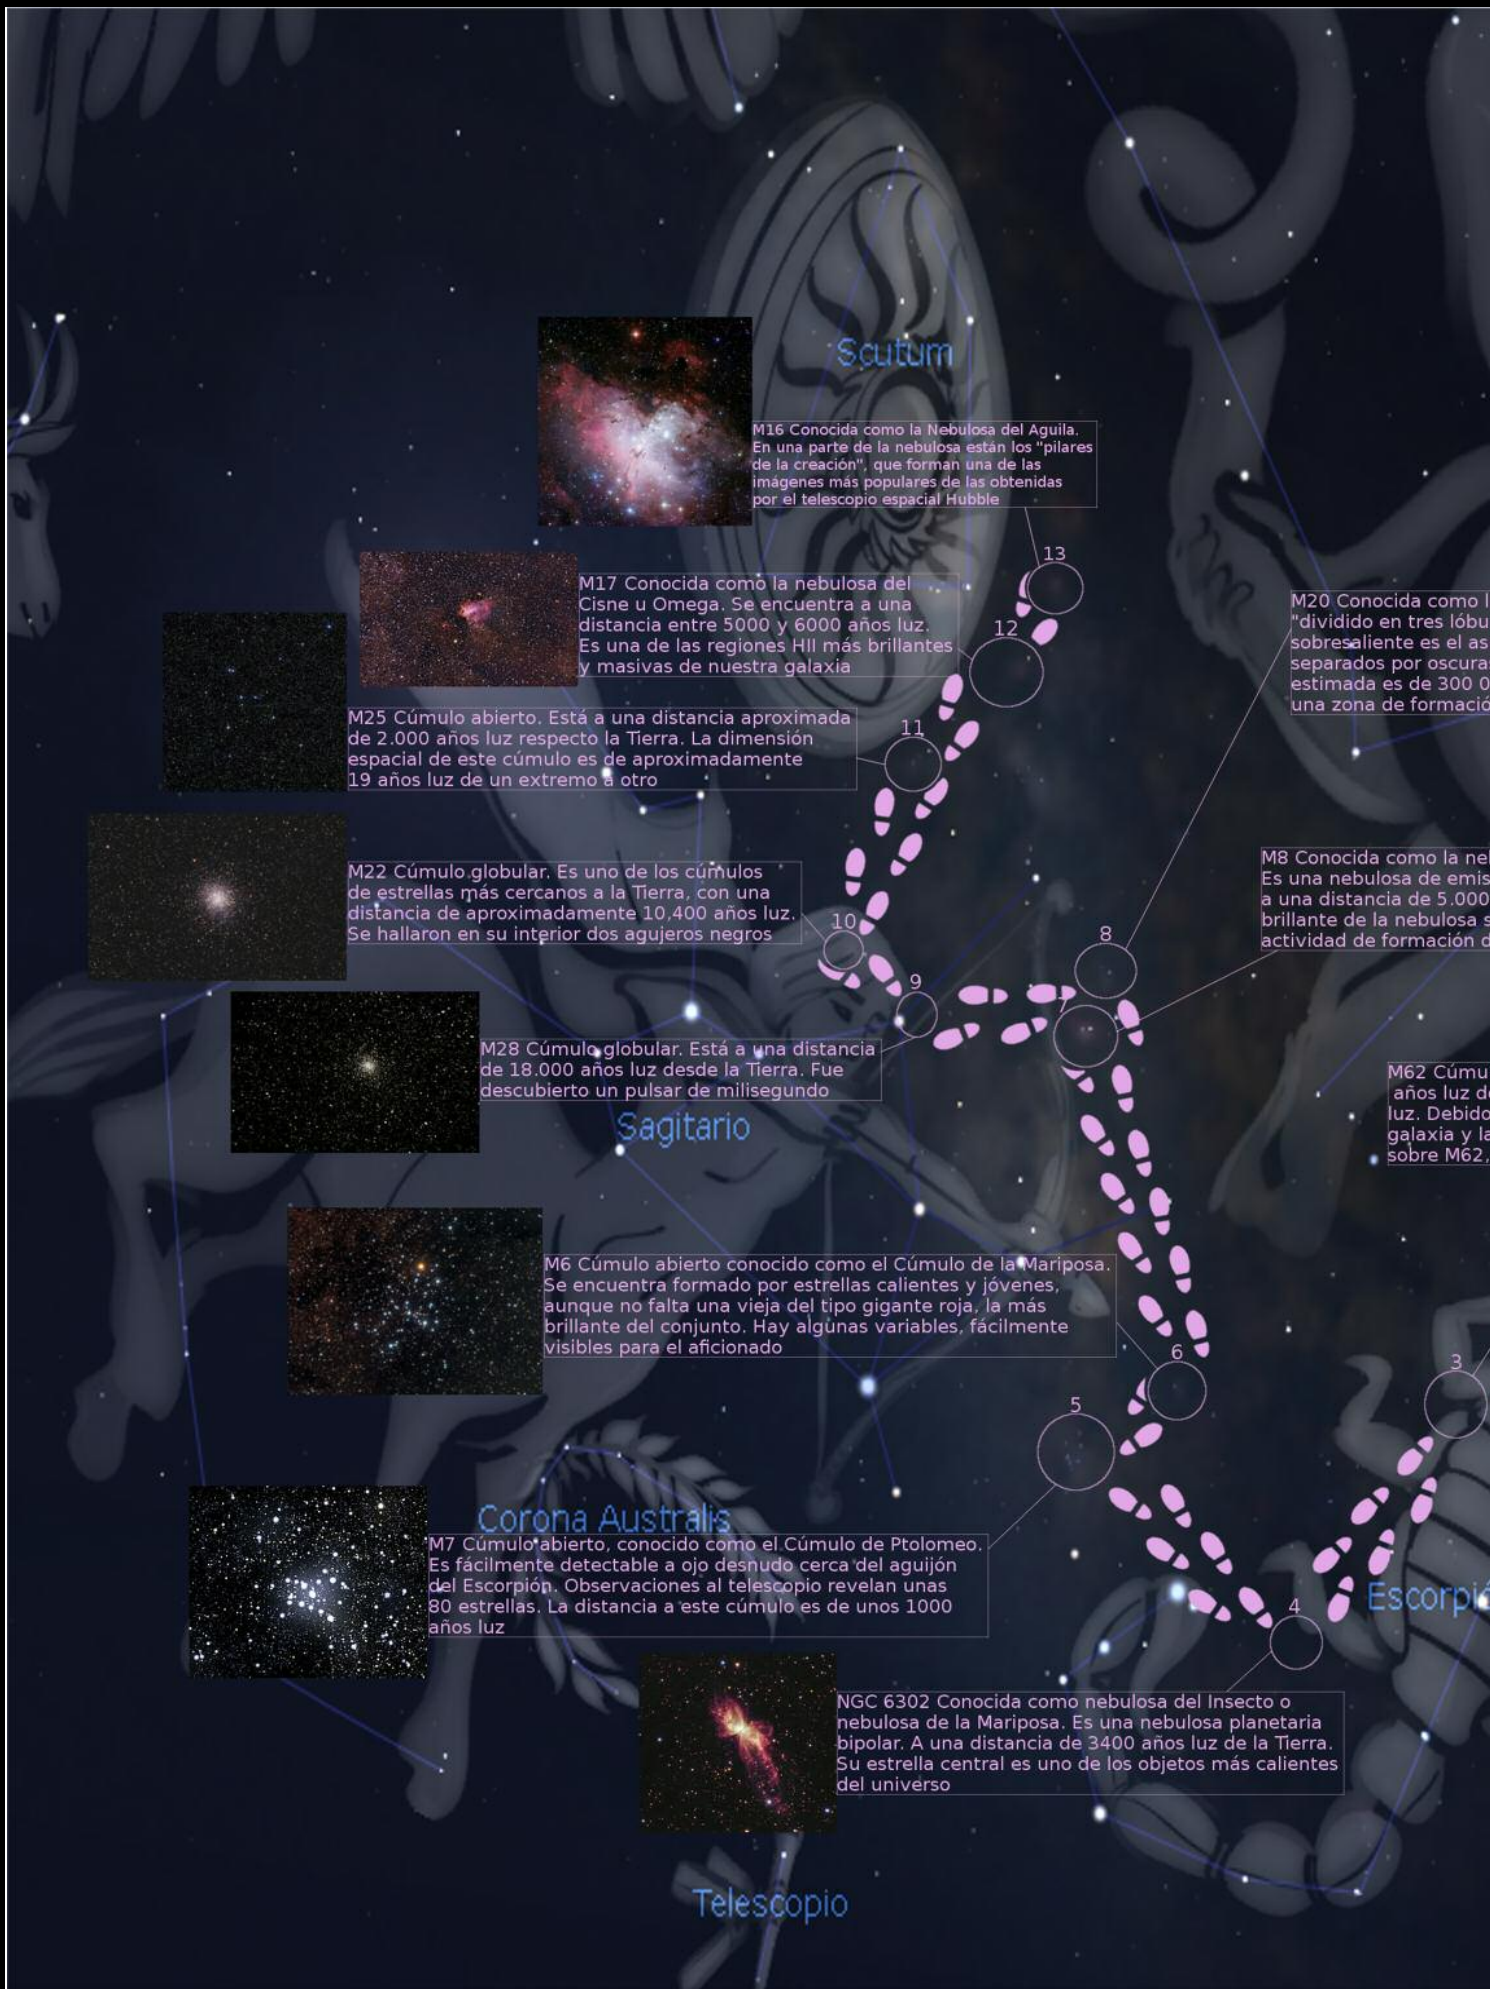 Scutum
M16 Conocida como la Nebulosa del Aguila.
En una parte de la nebulosa están los "pilares
de la creación", que forman una de las
imágenes más populares de las obtenidas
por el telescopio espacial Hubble
13
M17 Conocida como la nebulosa del
Cisne u Omega. Se encuentra a una
distancia entre 5000 y 6000 años luz.
Es una de las regiones HII más brillantes
y masivas de nuestra galaxia
12
M20 Conocida como l
"dividido en tres lóbu
sobresaliente es el as
separados por oscura
estimada es de 300 0
una zona de formació
M25 Cúmulo abierto. Está a una distancia aproximada
de 2.000 años luz respecto la Tierra. La dimensión
espacial de este cúmulo es de aproximadamente
19 años luz de un extremo a otro
11
M22 Cúmulo globular. Es uno de los cúmulos
de estrellas más cercanos a la Tierra, con una
distancia de aproximadamente 10,400 años luz.
Se hallaron en su interior dos agujeros negros
10
M8 Conocida como la neb
Es una nebulosa de emis
a una distancia de 5.000
brillante de la nebulosa s
actividad de formación d
8
9
7
M28 Cúmulo globular. Está a una distancia
de 18.000 años luz desde la Tierra. Fue
descubierto un pulsar de milisegundo
M62 Cúmu
años luz de
luz. Debido
galaxia y la
sobre M62,
Sagitario
M6 Cúmulo abierto conocido como el Cúmulo de la Mariposa.
Se encuentra formado por estrellas calientes y jóvenes,
aunque no falta una vieja del tipo gigante roja, la más
brillante del conjunto. Hay algunas variables, fácilmente
visibles para el aficionado
6
3
5
Corona Australis
M7 Cúmulo abierto, conocido como el Cúmulo de Ptolomeo.
Es fácilmente detectable a ojo desnudo cerca del aguijón
del Escorpión. Observaciones al telescopio revelan unas
80 estrellas. La distancia a este cúmulo es de unos 1000
años luz
Escorpió
4
NGC 6302 Conocida como nebulosa del Insecto o
nebulosa de la Mariposa. Es una nebulosa planetaria
bipolar. A una distancia de 3400 años luz de la Tierra.
Su estrella central es uno de los objetos más calientes
del universo
Telescopio